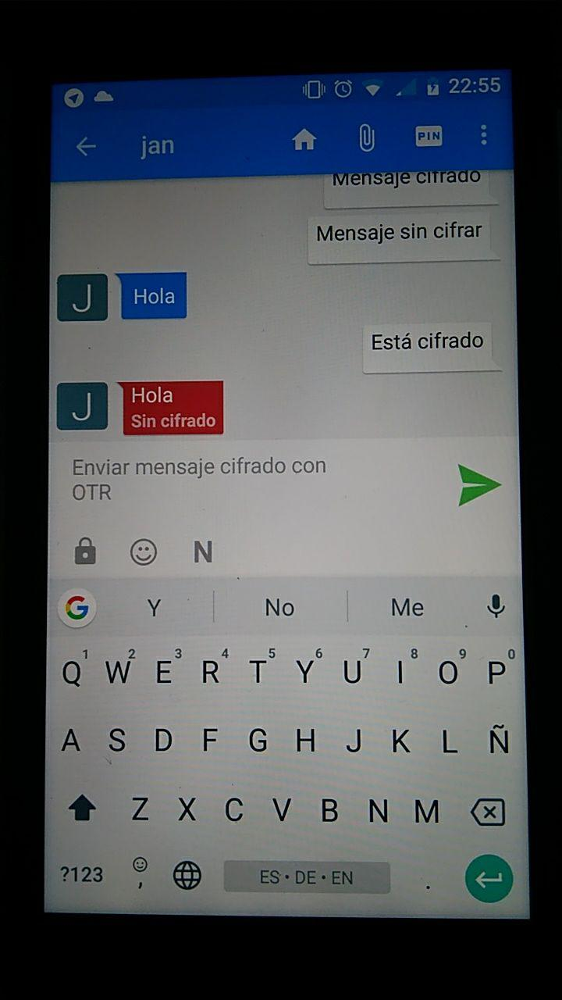 22:55
jan
PIN
Mensaje cifrado
Mensaje sin cifrar
J
Hola
Está cifrado
J
Hola
Sin cifrado
Enviar mensaje cifrado con
OTR
N
G
Y
No
Me
1 2 3 4 5 6 7 8 9 0
Q W E R T Y U I O P
A S D F G H J K L Ñ
Z X C V B N M
?123
,
ES • DE • EN
.